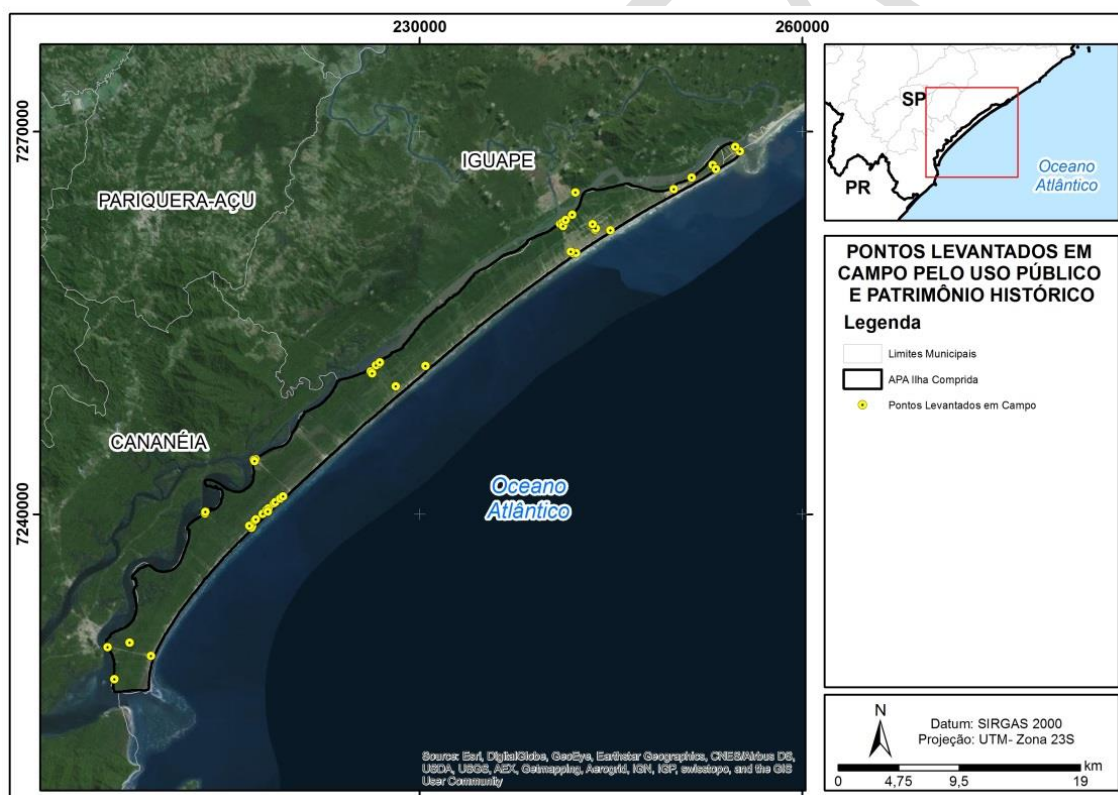 230000
260000
7270000
7240000
IGUAPE
PARIQUERA-AÇU
CANANÉIA
Oceano
Atlântico
Source: Esri, DigitalGlobe, GeoEye, Earthstar Geographics, CNES/Airbus DS,
USDA, USGS, AEX, Getmapping, Aerogrid, IGN, IGP, swisstopo, and the GIS
User Community
SP
PR
Oceano
Atlântico
PONTOS LEVANTADOS EM
CAMPO PELO USO PÚBLICO
E PATRIMÔNIO HISTÓRICO
Legenda
Limites Municipais
APA Ilha Comprida
Pontos Levantados em Campo
N
Datum: SIRGAS 2000
Projeção: UTM- Zona 23S
km
0 4,75 9,5 19